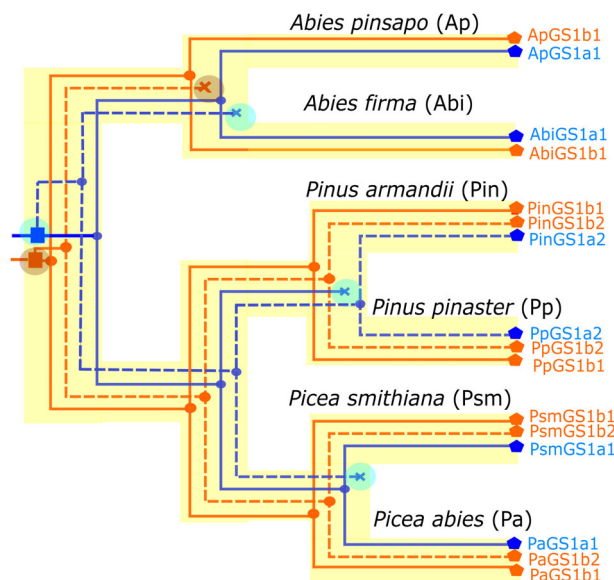 Abies pinsapo (Ap)
ApGS1b1
ApGS1a1
Abies firma (Abi)
AbiGS1a1
AbiGS1b1
Pinus armandii (Pin)
PinGS1b1
PinGS1b2
PinGS1a2
Pinus pinaster (Pp)
PpGS1a2
PpGS1b2
PpGS1b1
Picea smithiana (Psm)
PsmGS1b1
PsmGS1b2
PsmGS1a1
Picea abies (Pa)
PaGS1a1
PaGS1b2
PaGS1b1